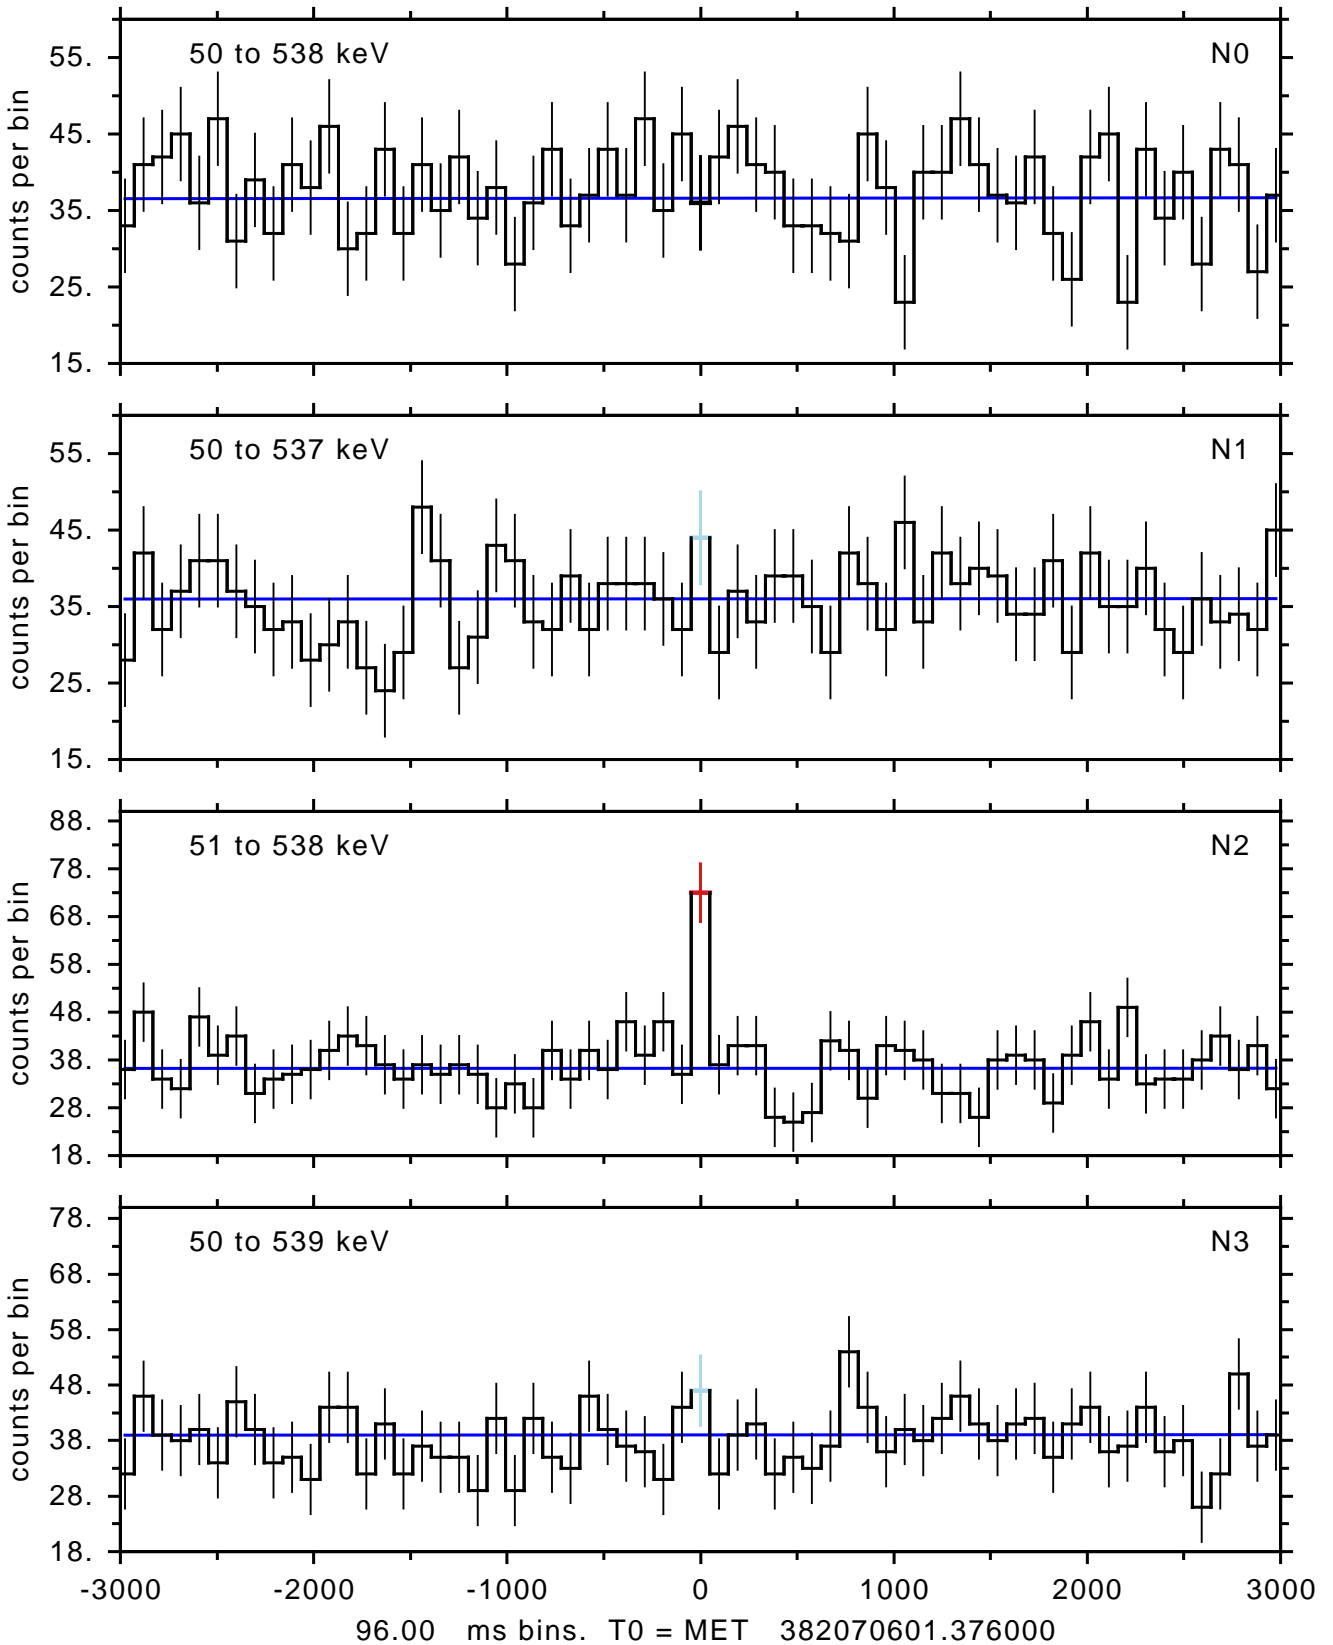 50 to 538 keV N0
55.
45.
35.
25.
15.
counts per bin
50 to 537 keV N1
55.
45.
35.
25.
15.
counts per bin
51 to 538 keV N2
88.
78.
68.
58.
48.
38.
28.
18.
counts per bin
50 to 539 keV N3
78.
68.
58.
48.
38.
28.
18.
counts per bin
-3000 -2000 -1000 0 1000 2000 3000
96.00 ms bins. T0 = MET 382070601.376000